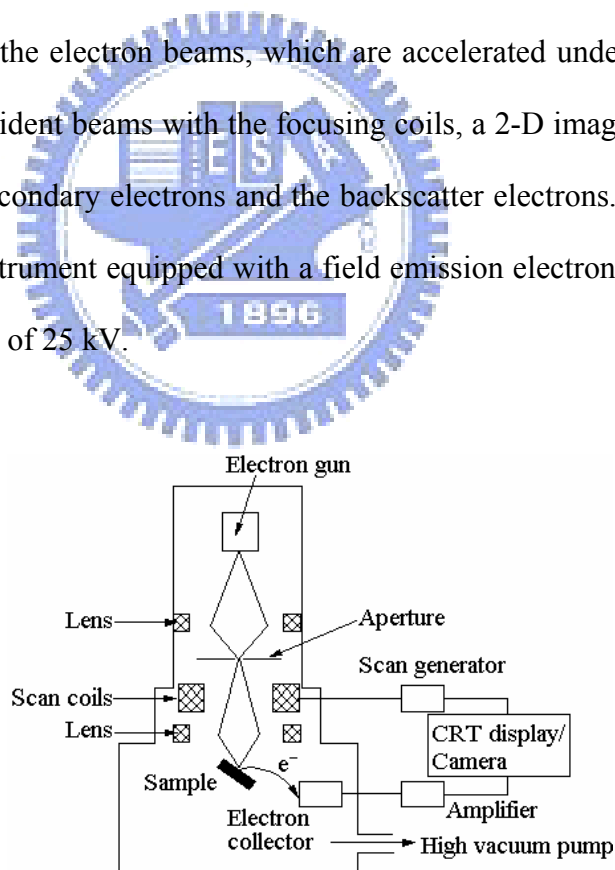 the electron beams, which are accelerated unde
ident beams with the focusing coils, a 2-D imag
condary electrons and the backscatter electrons.
trument equipped with a field emission electron
of 25 kV.
E S A
1896
Electron gun
Lens
Aperture
Scan generator
Scan coils
Lens
CRT display/
Camera
e⁻
Sample
Amplifier
Electron
collector
High vacuum pump